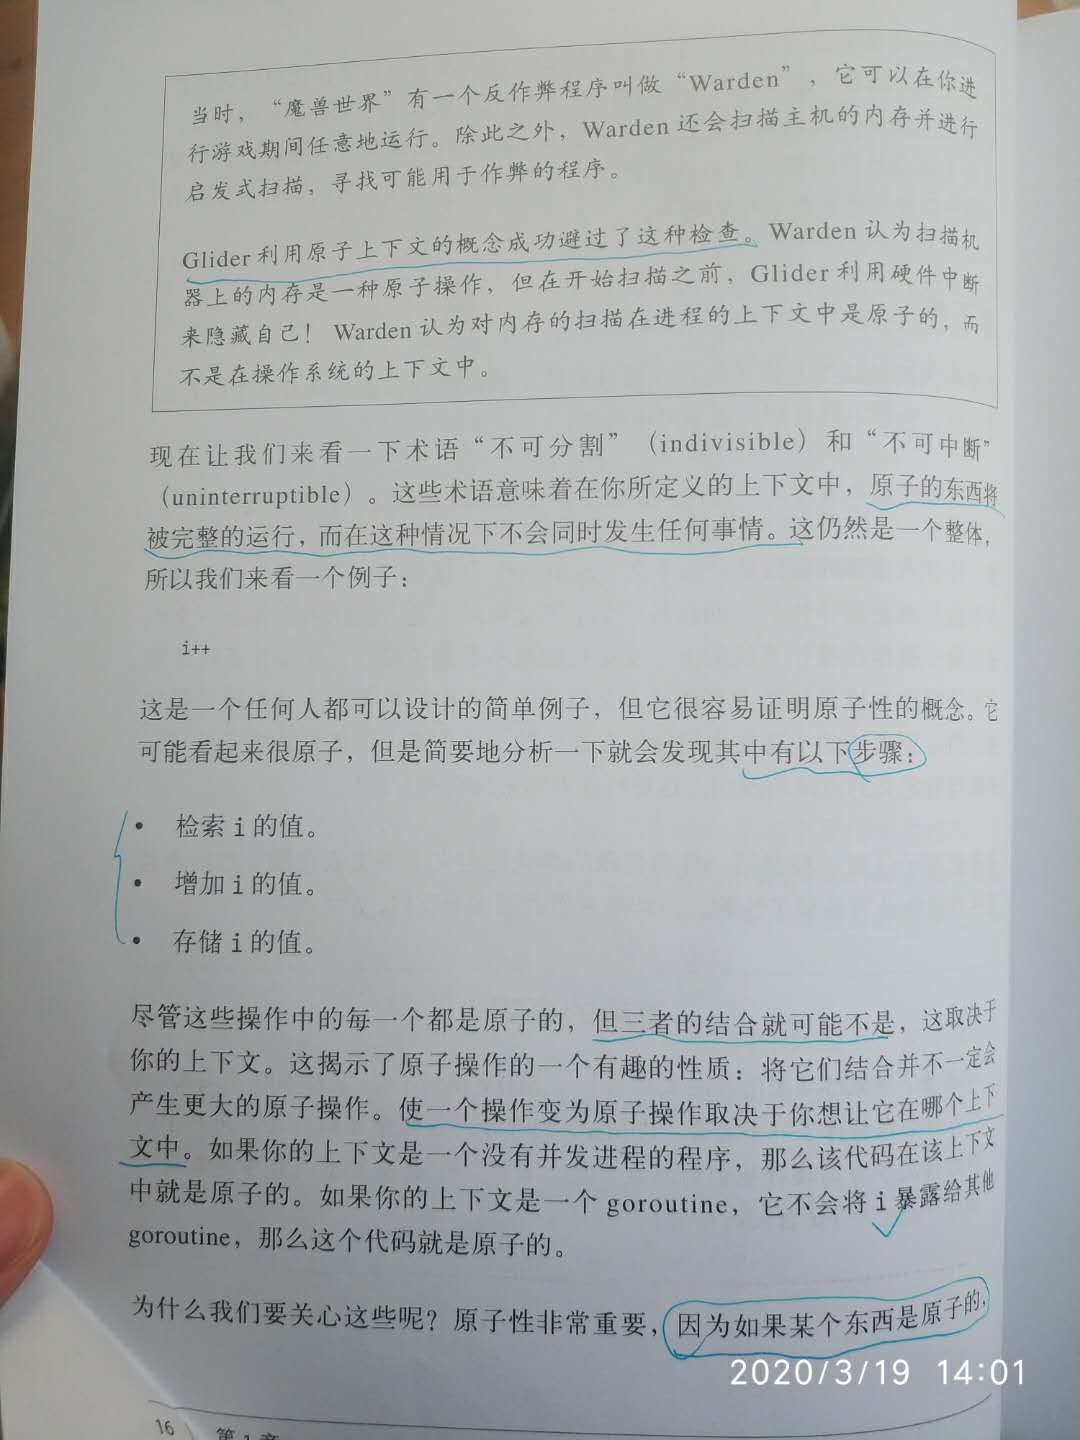 当时，“魔兽世界”有一个反作弊程序叫做“Warden”，它可以在你进
行游戏期间任意地运行。除此之外，Warden 还会扫描主机的内存并进行
启发式扫描，寻找可能用于作弊的程序。
Glider 利用原子上下文的概念成功避过了这种检查。Warden 认为扫描机
器上的内存是一种原子操作，但在开始扫描之前，Glider 利用硬件中断
来隐藏自己！Warden 认为对内存的扫描在进程的上下文中是原子的，而
不是在操作系统的上下文中。
现在让我们来看一下术语“不可分割”（indivisible）和“不可中断”
（uninterruptible）。这些术语意味着在你所定义的上下文中，原子的东西将
被完整的运行，而在这种情况下不会同时发生任何事情。这仍然是一个整体，
所以我们来看一个例子：
i++
这是一个任何人都可以设计的简单例子，但它很容易证明原子性的概念。它
可能看起来很原子，但是简要地分析一下就会发现其中有以下步骤：
• 检索 i 的值。
• 增加 i 的值。
• 存储 i 的值。
尽管这些操作中的每一个都是原子的，但三者的结合就可能不是，这取决于
你的上下文。这揭示了原子操作的一个有趣的性质：将它们结合并不一定会
产生更大的原子操作。使一个操作变为原子操作取决于你想让它在哪个上下
文中。如果你的上下文是一个没有并发进程的程序，那么该代码在该上下文
中就是原子的。如果你的上下文是一个 goroutine，它不会将 i 暴露给其他
goroutine，那么这个代码就是原子的。
为什么我们要关心这些呢？原子性非常重要，因为如果某个东西是原子的，
2020/3/19 14:01
16 第 1 章